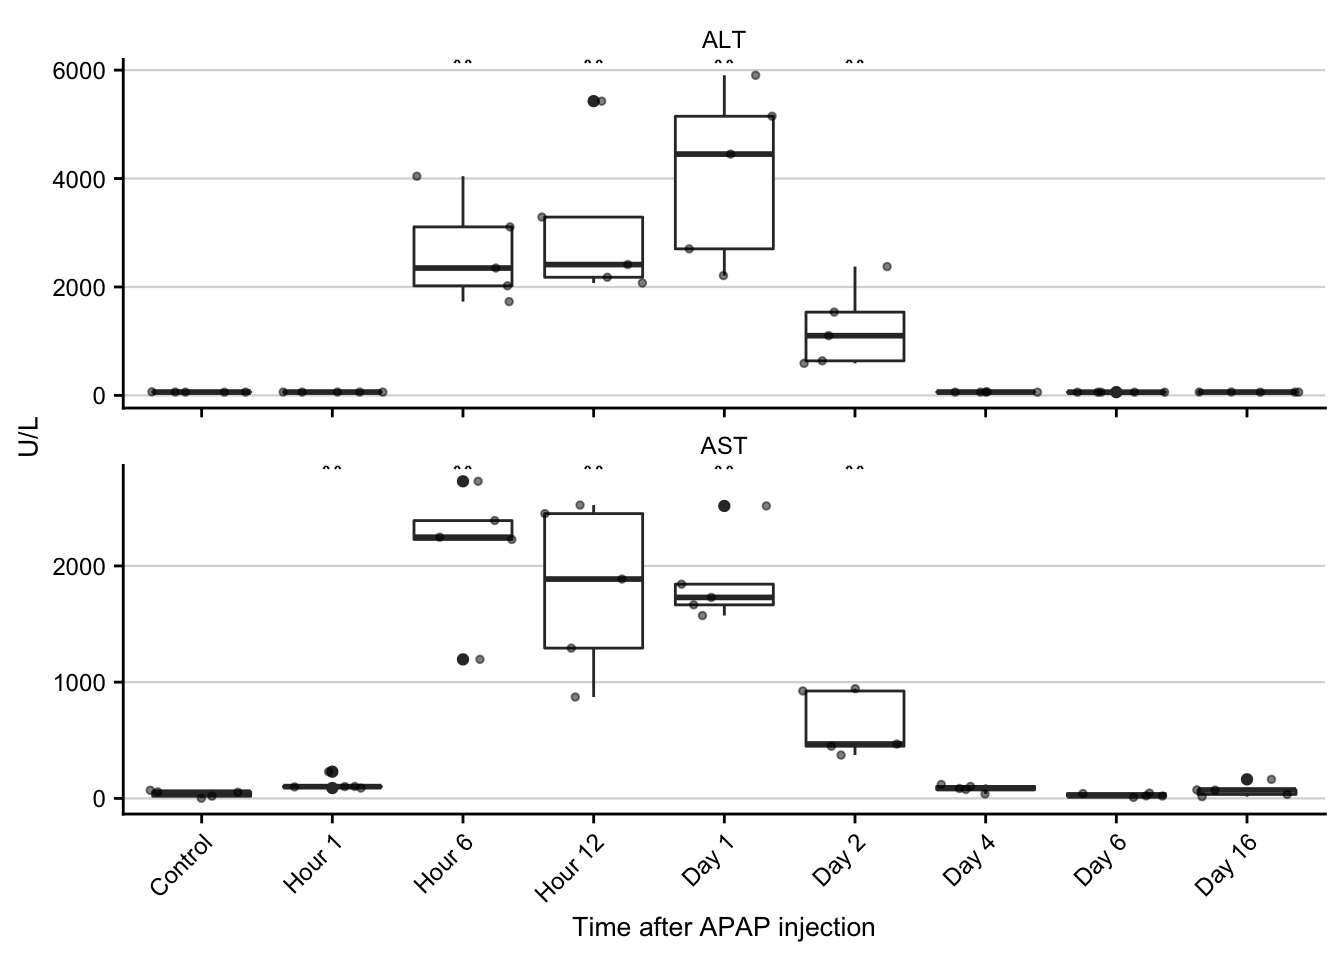 ALT
6000
4000
2000
0
U/L
AST
2000
1000
0
Control
Hour 1
Hour 6
Hour 12
Day 1
Day 2
Day 4
Day 6
Day 16
Time after APAP injection